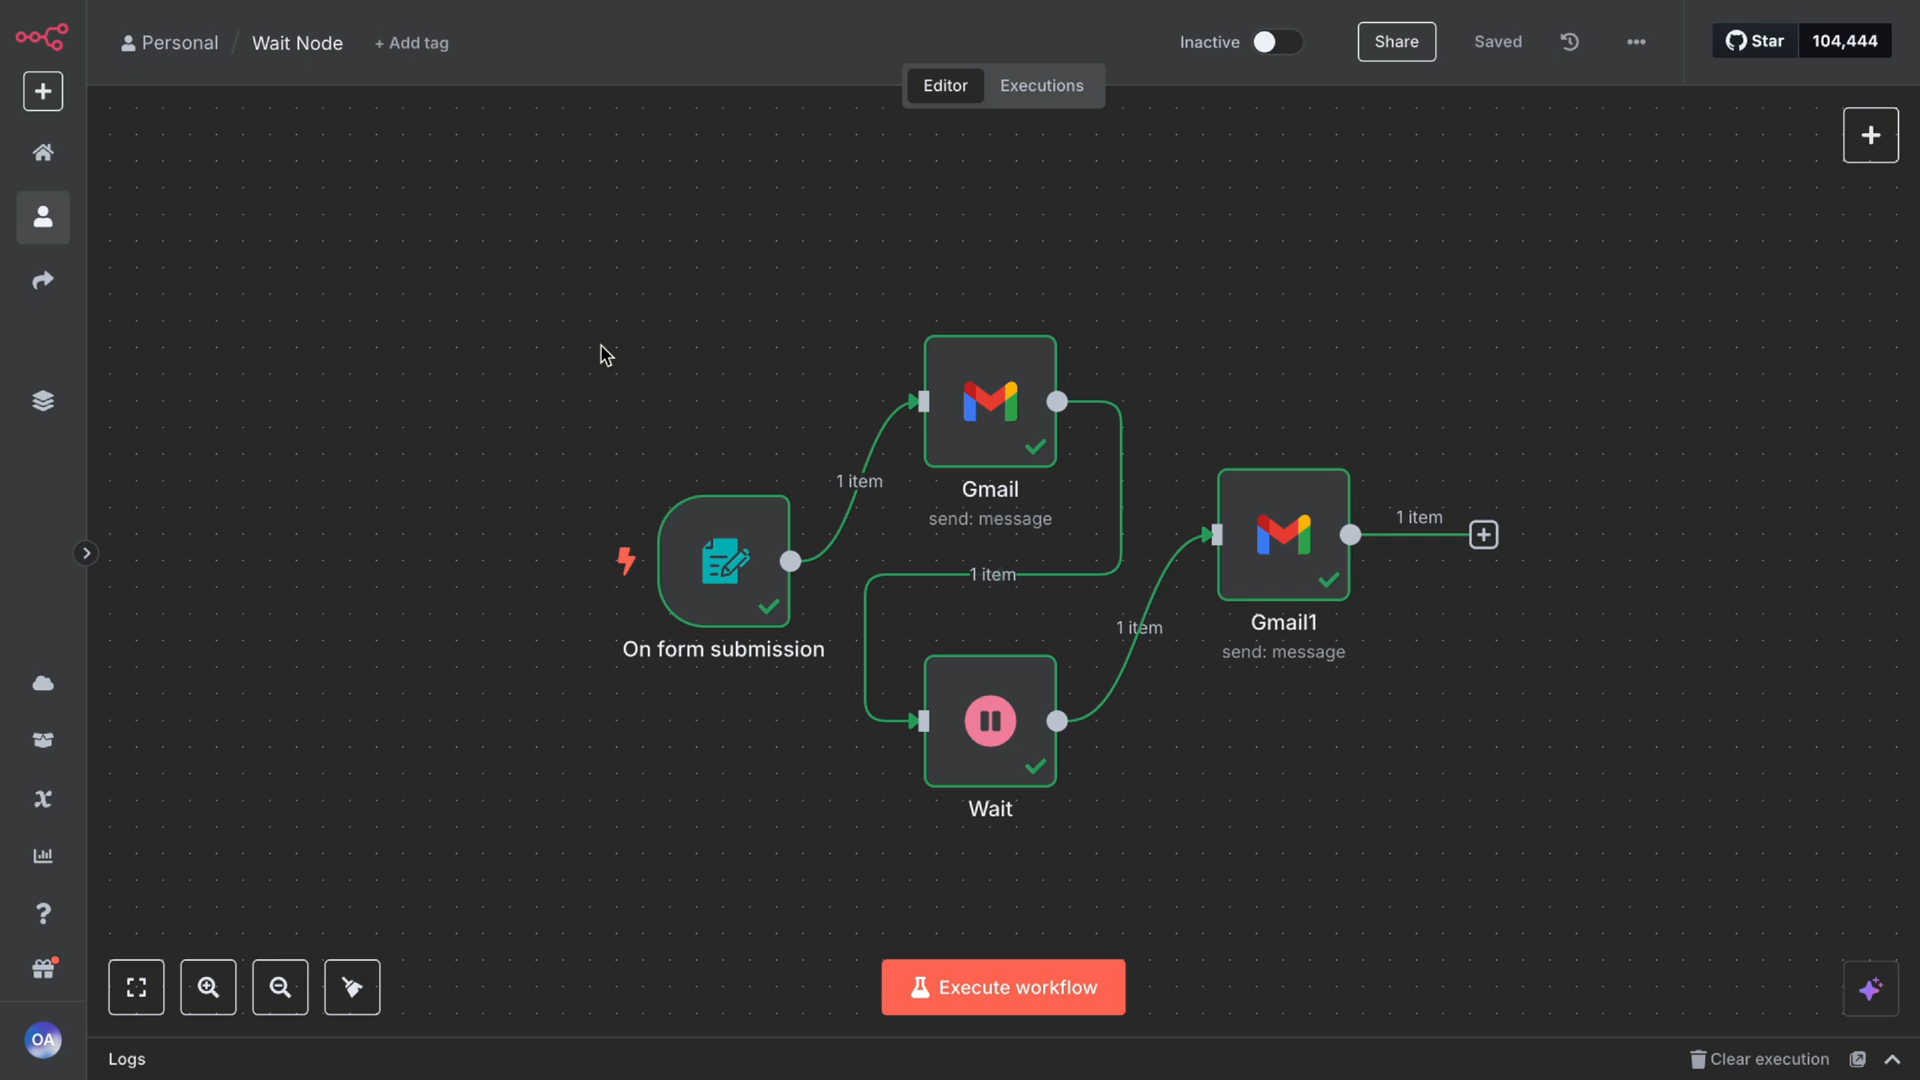 Personal / Wait Node + Add tag
Inactive
Share
Saved
Star 104,444
Editor Executions
Gmail
send: message
1 item
On form submission
1 item
Wait
1 item
Gmail1
send: message
1 item
Execute workflow
OA
Logs
Clear execution